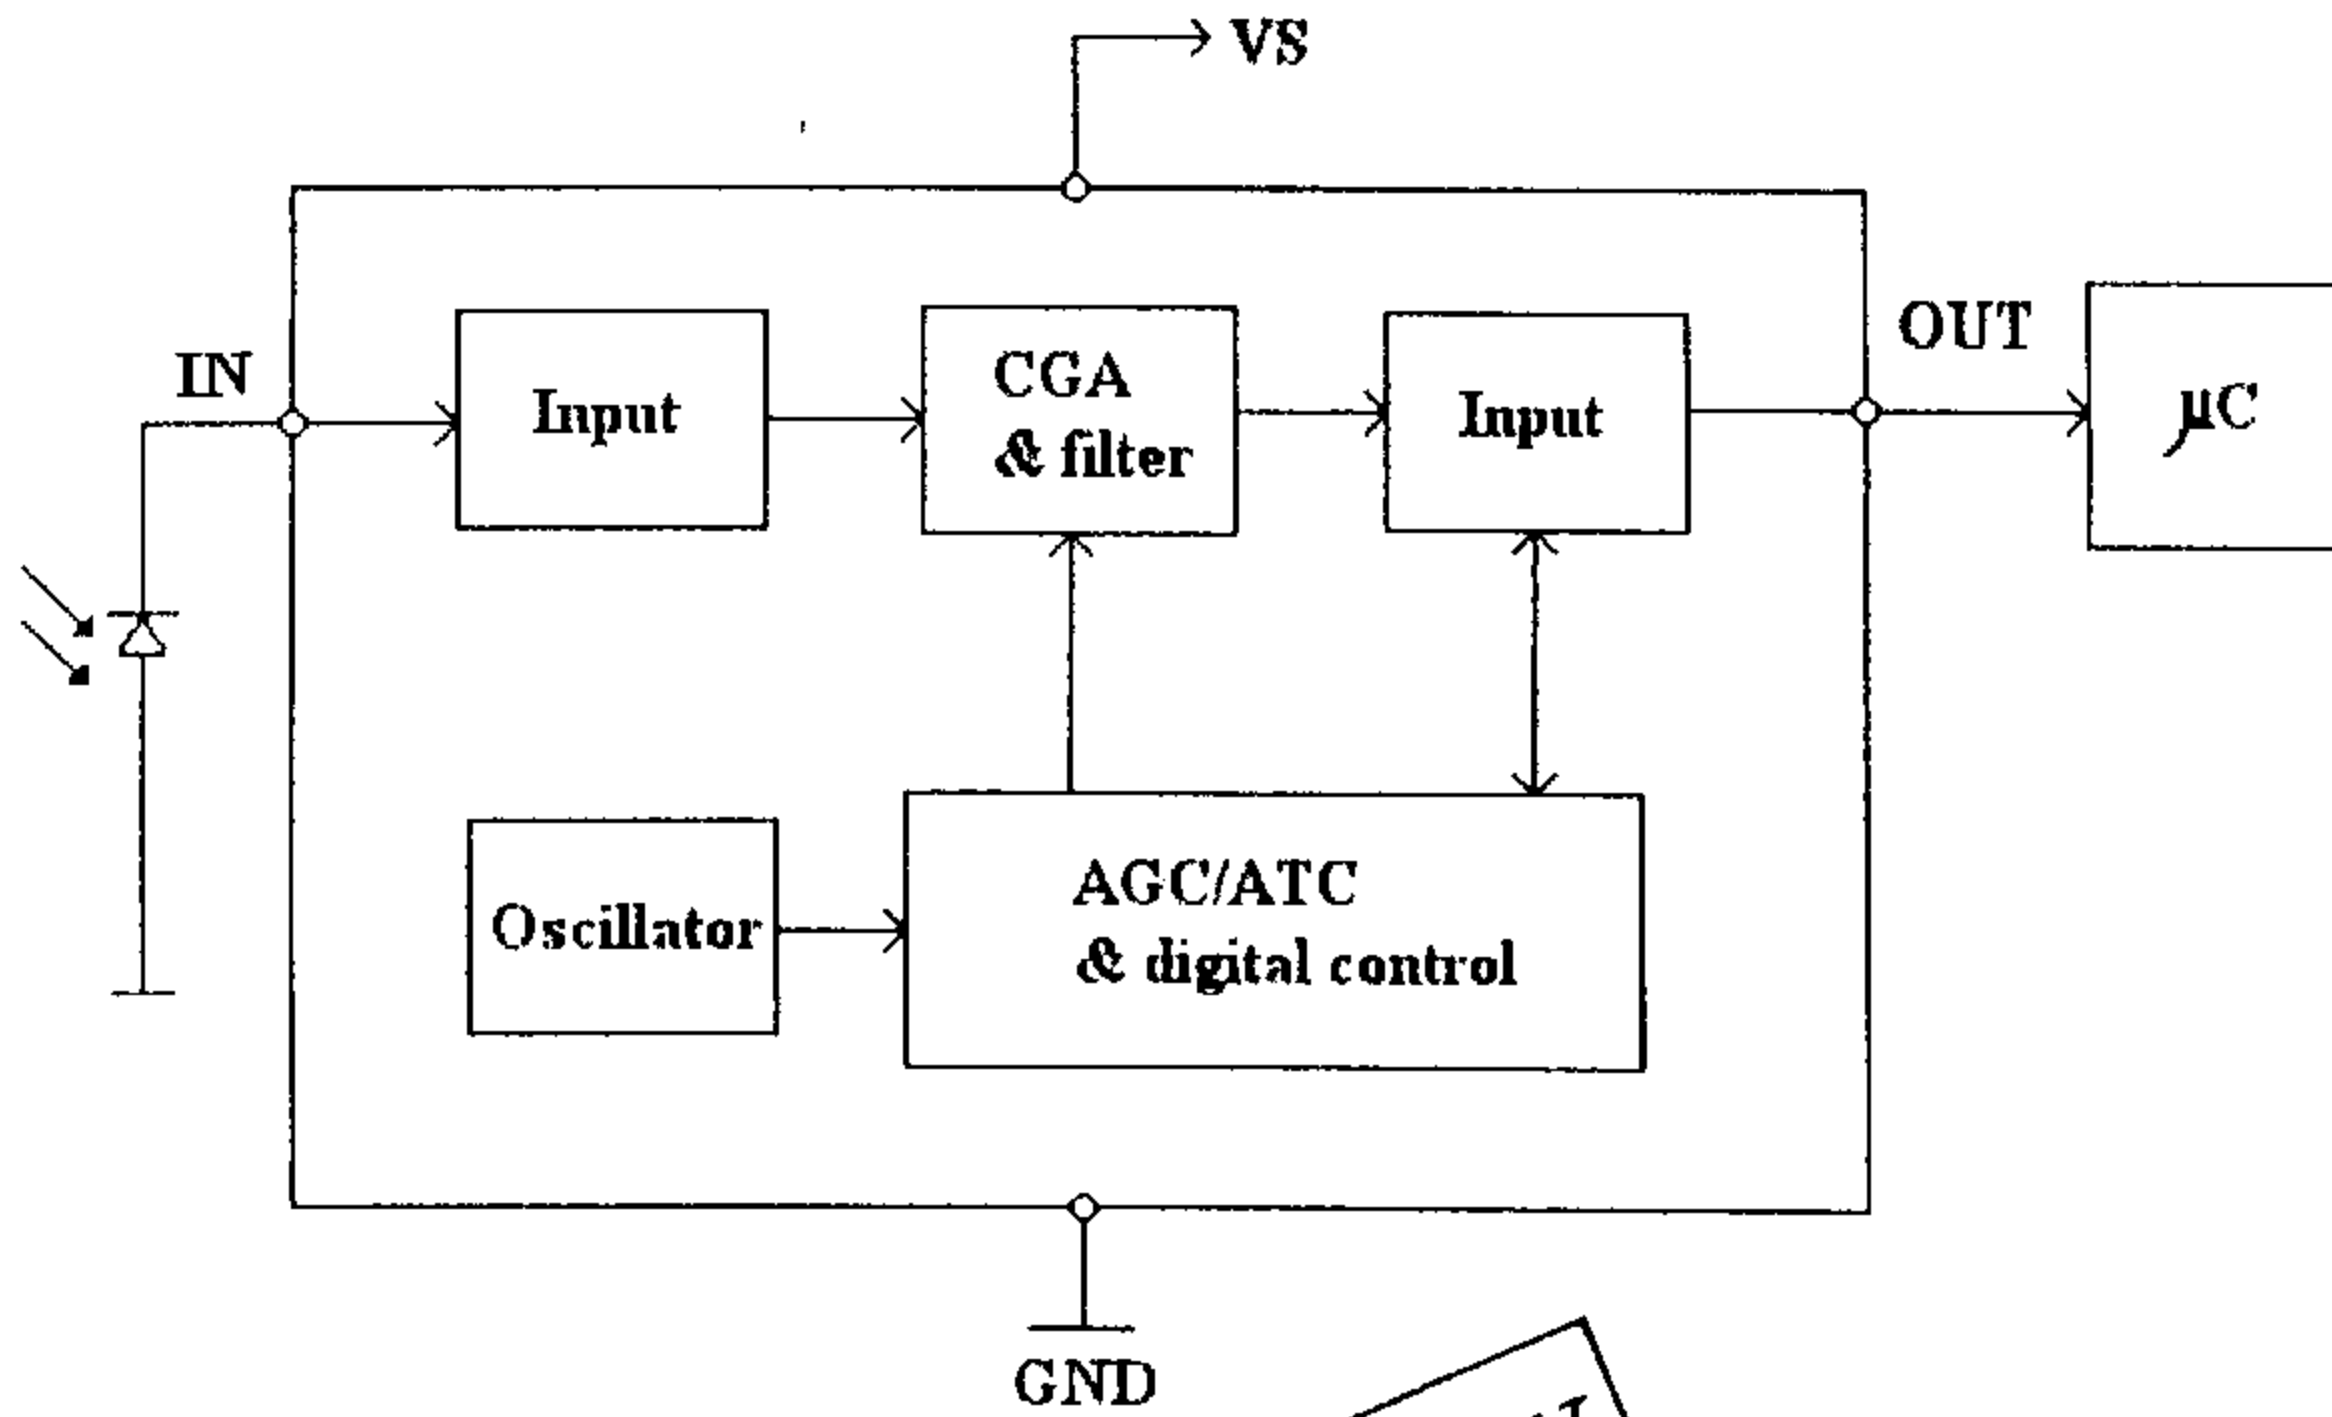 VS
IN
Input
CGA
& filter
Input
OUT
µC
Oscillator
AGC/ATC
& digital control
GND